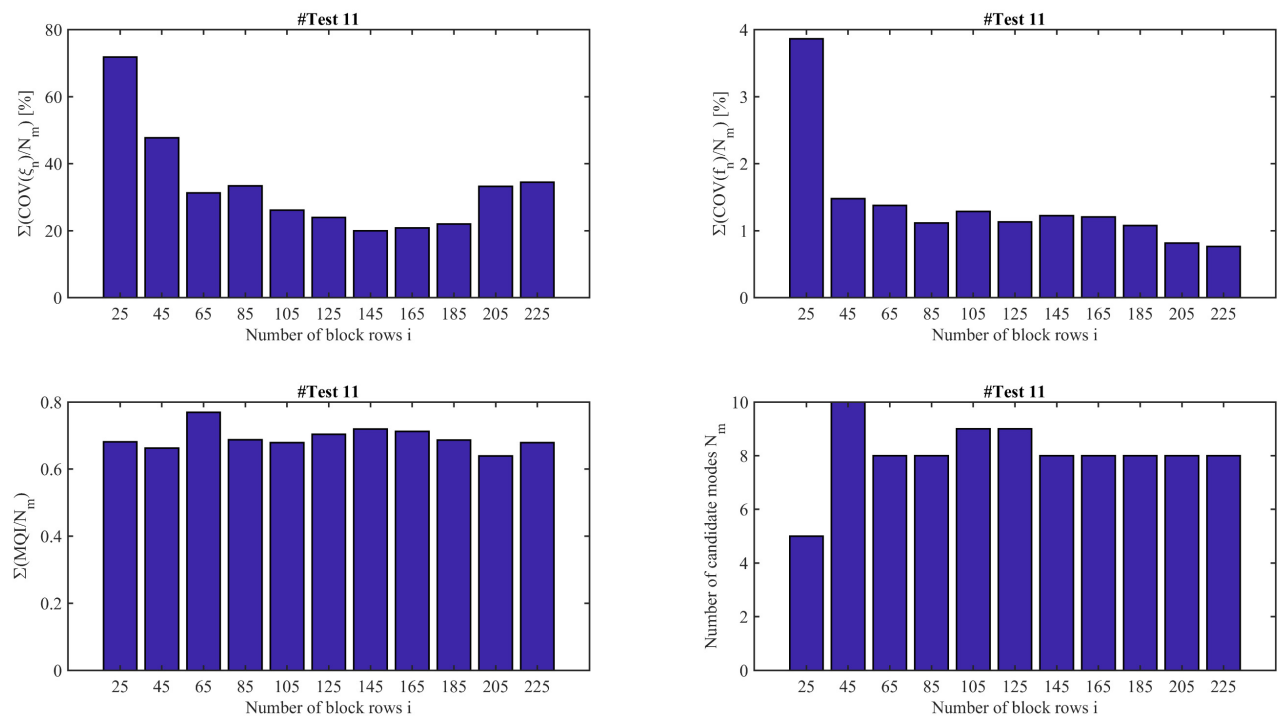 #Test 11
80
60
40
20
0
Σ(COV(ξn)/Nm) [%]
25 45 65 85 105 125 145 165 185 205 225
Number of block rows i
#Test 11
4
3
2
1
0
Σ(COV(fn)/Nm) [%]
25 45 65 85 105 125 145 165 185 205 225
Number of block rows i
#Test 11
0.8
0.6
0.4
0.2
0
Σ(MQI/Nm)
25 45 65 85 105 125 145 165 185 205 225
Number of block rows i
#Test 11
10
8
6
4
2
0
Number of candidate modes Nm
25 45 65 85 105 125 145 165 185 205 225
Number of block rows i